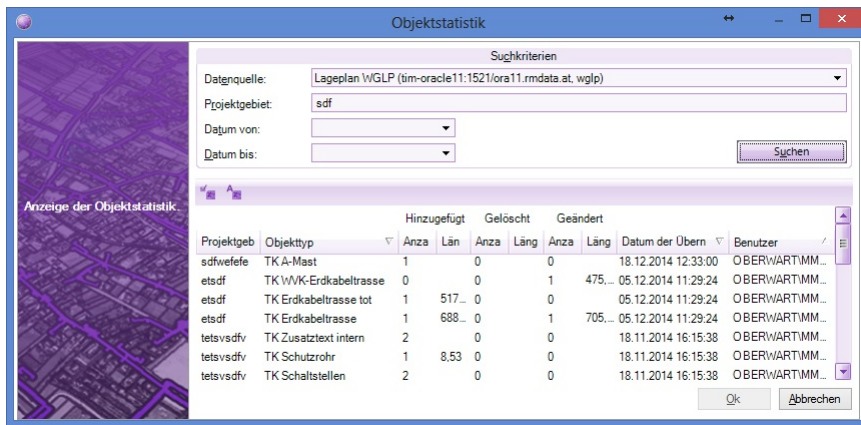 Objektstatistik
Suchkriterien
Datenquelle: Lageplan WGLP (tim-oracle11:1521/ora11.rmdata.at, wglp)
Projektgebiet: sdf
Datum von:
Datum bis: Suchen
Anzeige der Objektstatistik.
Hinzugefügt Gelöscht Geändert
Projektgeb Objekttyp Anza Län Anza Läng Anza Läng Datum der Übern Benutzer
sdfwefefe TK A-Mast 1 0 0 18.12.2014 12:33:00 OBERWART\MM...
etsdf TK WVK-Erdkabeltrasse 0 0 1 475,... 05.12.2014 11:29:24 OBERWART\MM...
etsdf TK Erdkabeltrasse tot 1 517... 0 0 05.12.2014 11:29:24 OBERWART\MM...
etsdf TK Erdkabeltrasse 1 688... 0 1 705,... 05.12.2014 11:29:24 OBERWART\MM...
tetsvsdfv TK Zusatztext intern 2 0 0 18.11.2014 16:15:38 OBERWART\MM...
tetsvsdfv TK Schutzrohr 1 8,53 0 0 18.11.2014 16:15:38 OBERWART\MM...
tetsvsdfv TK Schaltstellen 2 0 0 18.11.2014 16:15:38 OBERWART\MM...
Ok Abbrechen